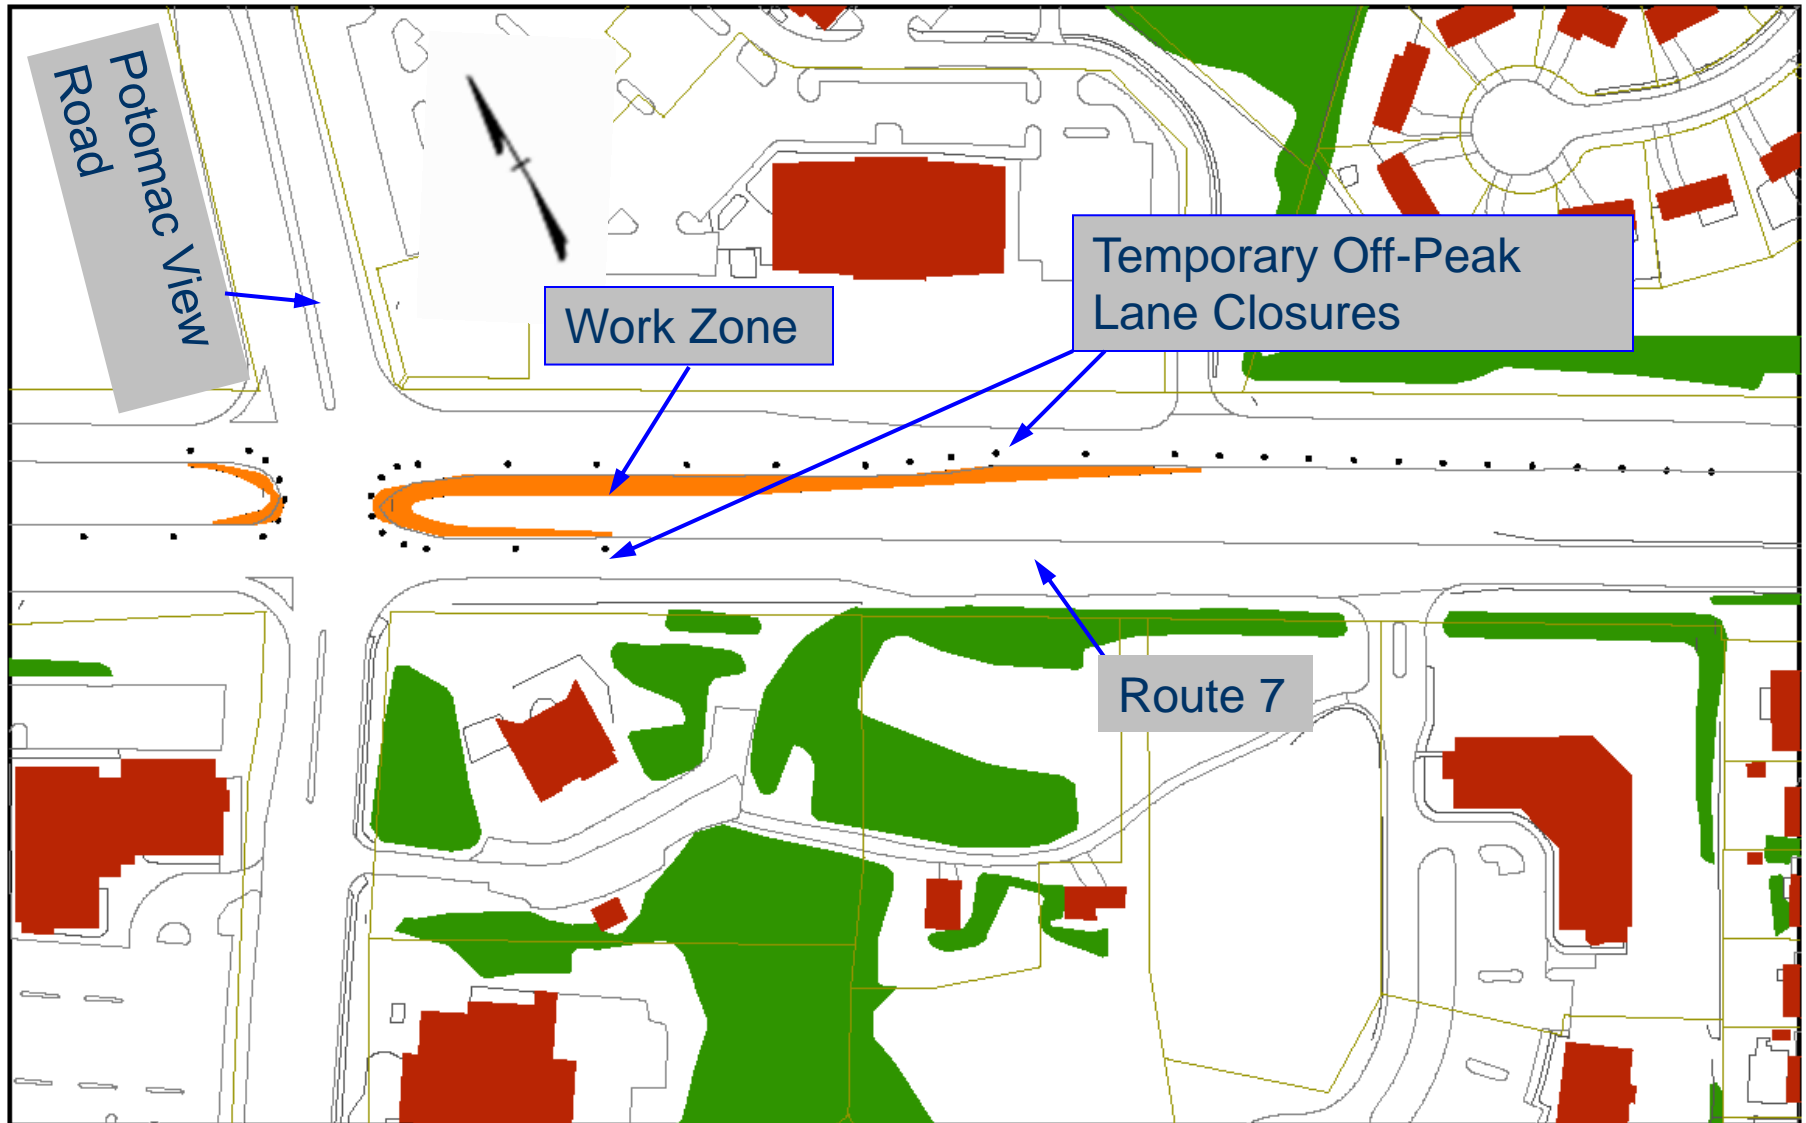 Potomac View
Road
Work Zone
Temporary Off-Peak
Lane Closures
Route 7